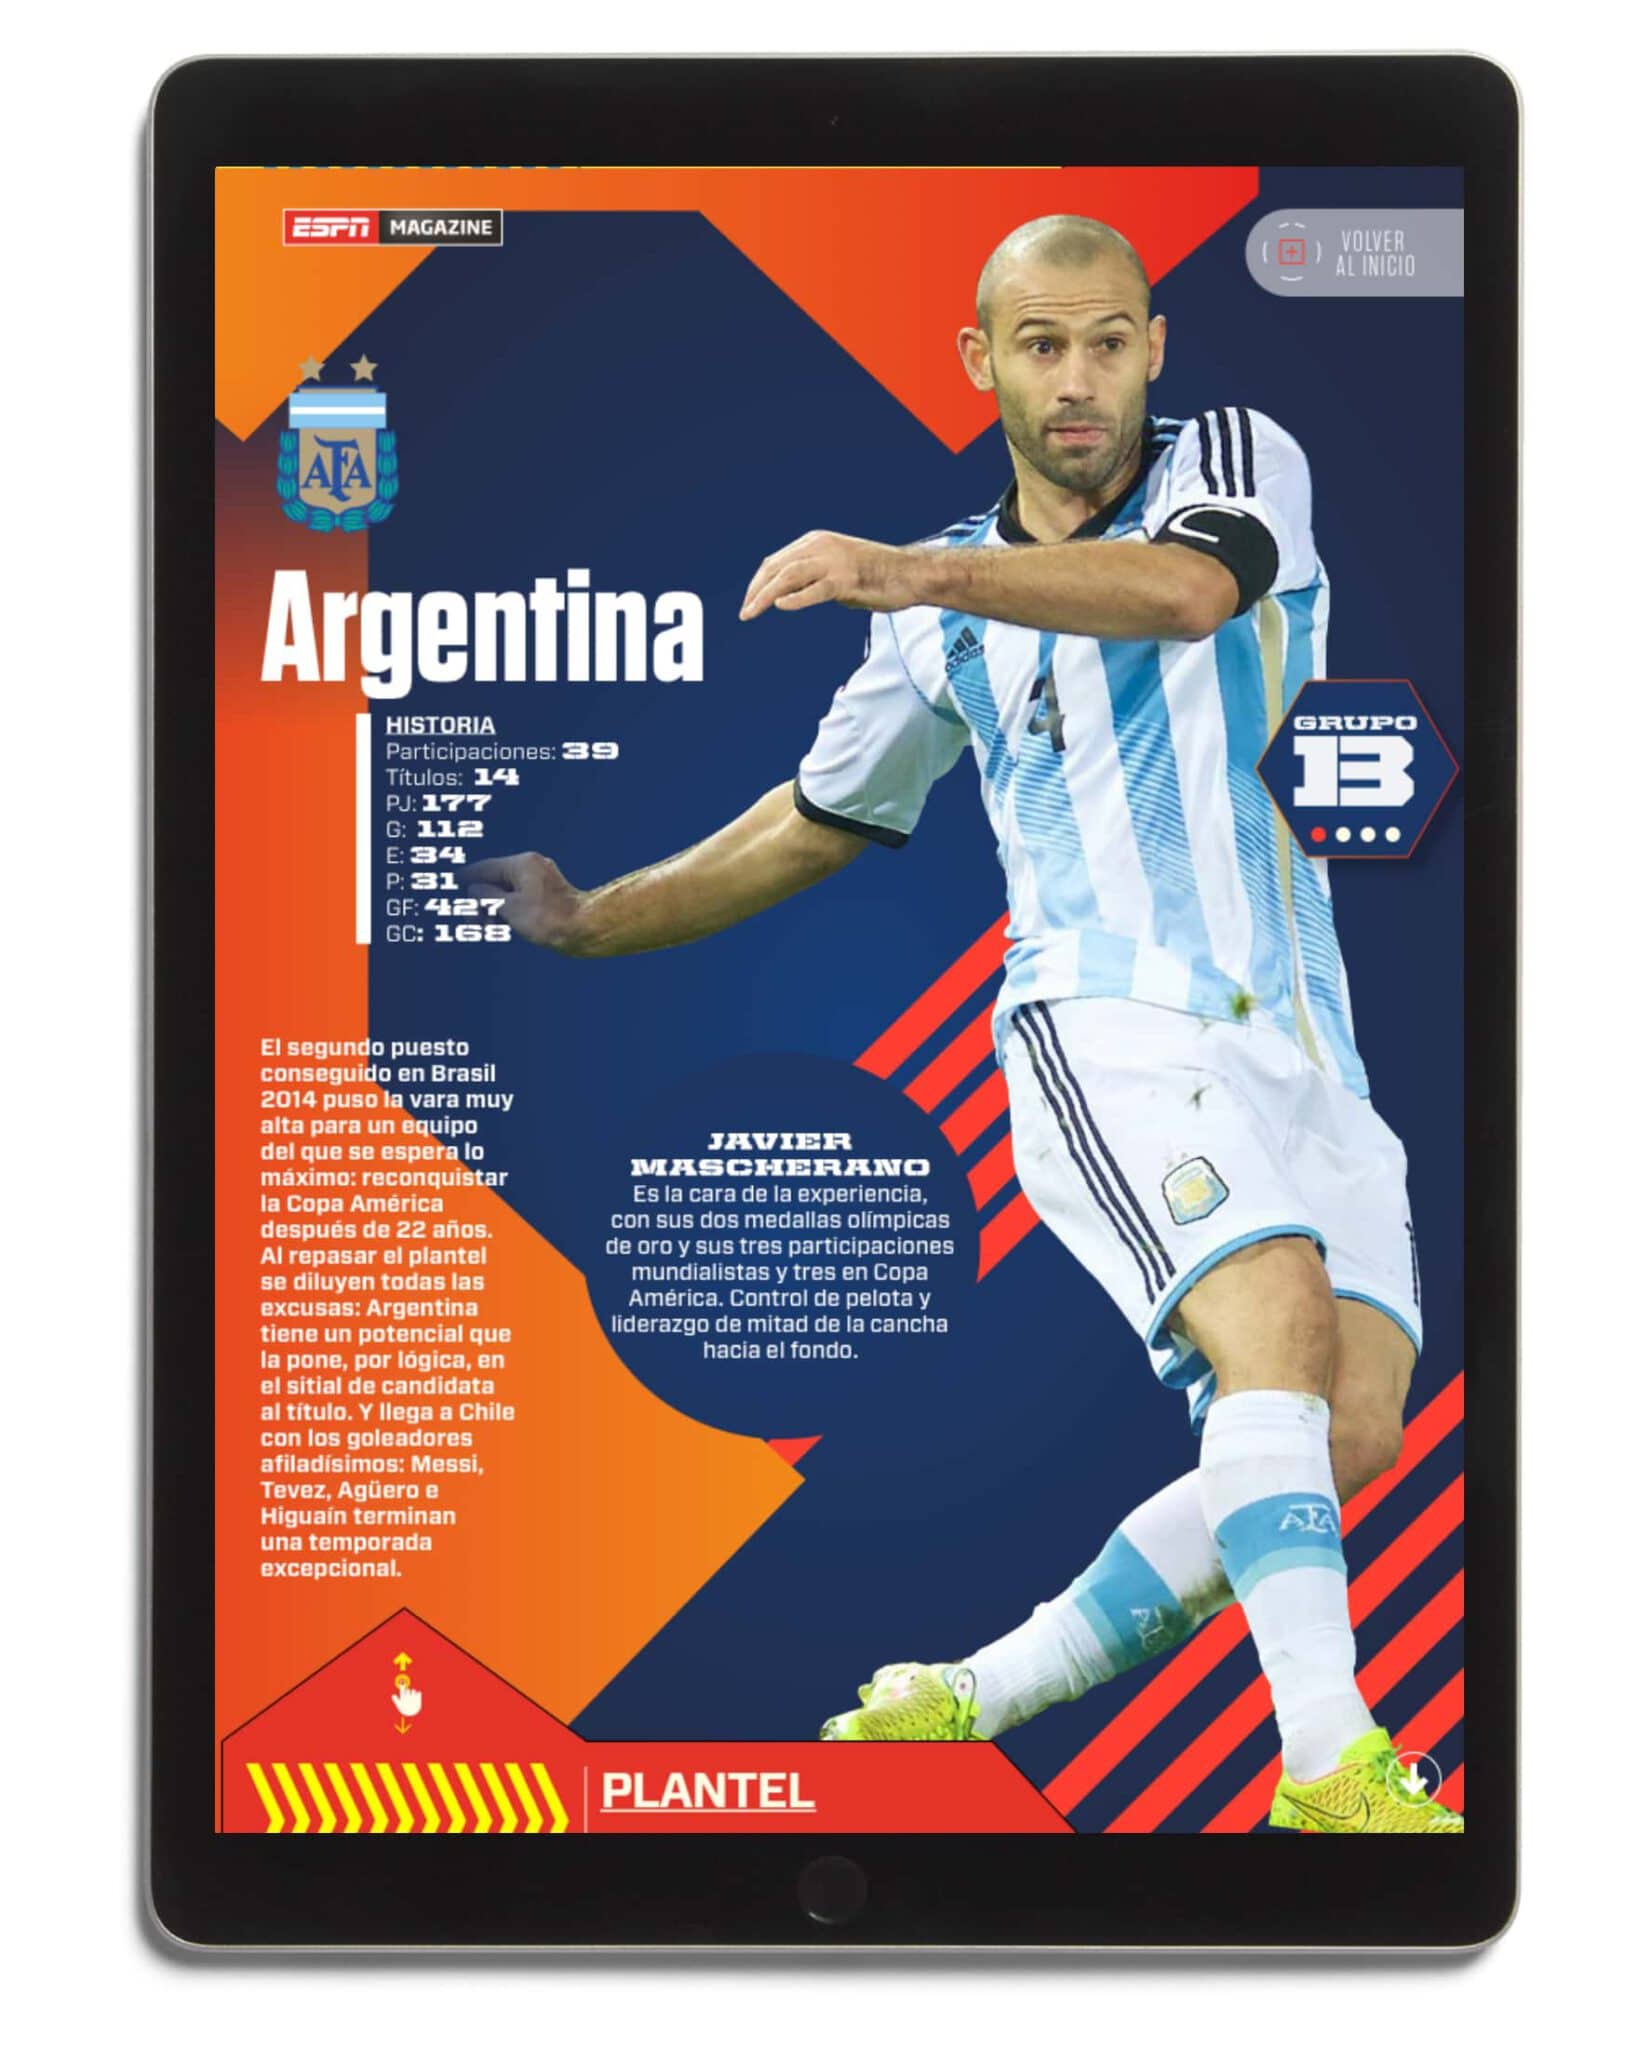 ESPN MAGAZINE
VOLVER
AL INICIO
AFA
Argentina
HISTORIA
Participaciones: 39
Títulos: 14
PJ: 177
G: 112
E: 34
P: 31
GF: 427
GC: 168
adidas
4
GRUPO
B
El segundo puesto
conseguido en Brasil
2014 puso la vara muy
alta para un equipo
del que se espera lo
máximo: reconquistar
la Copa América
después de 22 años.
Al repasar el plantel
se diluyen todas las
excusas: Argentina
tiene un potencial que
la pone, por lógica, en
el sitial de candidata
al título. Y llega a Chile
con los goleadores
afiladísimos: Messi,
Tevez, Agüero e
Higuaín terminan
una temporada
excepcional.
JAVIER
MASCHERANO
Es la cara de la experiencia,
con sus dos medallas olímpicas
de oro y sus tres participaciones
mundialistas y tres en Copa
América. Control de pelota y
liderazgo de mitad de la cancha
hacia el fondo.
AFA
PLANTEL